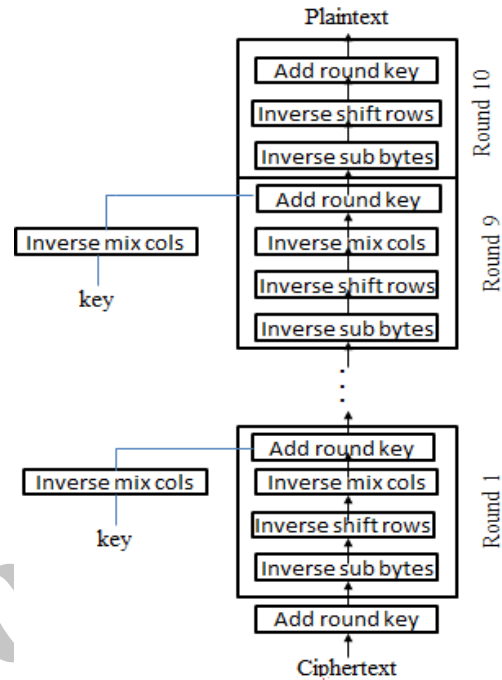 Plaintext
Add round key
Inverse shift rows
Inverse sub bytes
Round 10
Add round key
Inverse mix cols
Inverse shift rows
Inverse sub bytes
Round 9
Inverse mix cols
key
Add round key
Inverse mix cols
Inverse shift rows
Inverse sub bytes
Round 1
Inverse mix cols
key
Add round key
Ciphertext